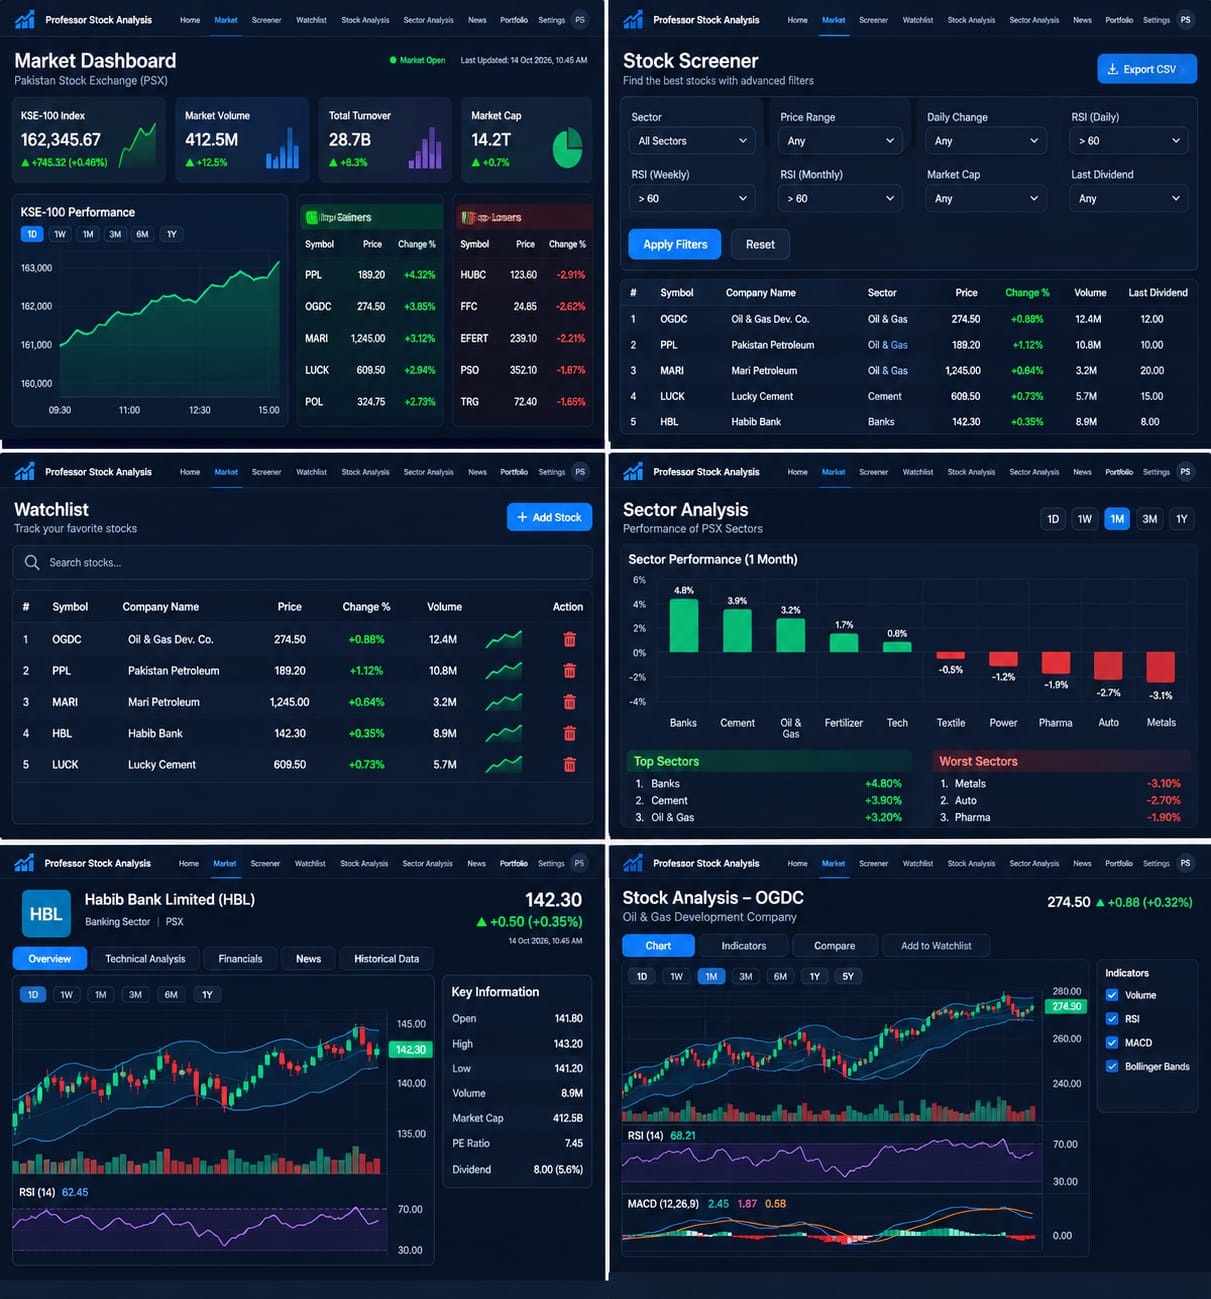 Professor Stock Analysis Home Market Screener Watchlist Stock Analysis Sector Analysis News Portfolio Settings PS
Market Dashboard
Pakistan Stock Exchange (PSX)
Market Open Last Updated: 14 Oct 2026, 10.45 AM
KSE-100 Index
162,345.67
▲ +745.32 (+0.46%)
Market Volume
412.5M
▲ +12.5%
Total Turnover
28.7B
▲ +8.3%
Market Cap
14.2T
▲ +0.7%
KSE-100 Performance
1D 1W 1M 3M 6M 1Y
163,000
162,000
161,000
160,000
09:30 11:00 12:30 15:00
Symbol Price Change %
PPL 189.20 +4.32%
OGDC 274.50 +3.85%
MARI 1,245.00 +3.12%
LUCK 609.50 +2.94%
POL 324.75 +2.73%
Losers
Symbol Price Change %
HUBC 123.60 -2.91%
FFC 24.85 -2.62%
EFERT 239.10 -2.21%
PSO 352.10 -1.87%
TRG 72.40 -1.65%
Professor Stock Analysis Home Market Screener Watchlist Stock Analysis Sector Analysis News Portfolio Settings PS
Stock Screener
Find the best stocks with advanced filters
Export CSV
Sector Price Range Daily Change RSI (Daily)
All Sectors Any Any > 60
RSI (Weekly) RSI (Monthly) Market Cap Last Dividend
> 60 > 60 Any Any
Apply Filters Reset
# Symbol Company Name Sector Price Change % Volume Last Dividend
1 OGDC Oil & Gas Dev. Co. Oil & Gas 274.50 +0.88% 12.4M 12.00
2 PPL Pakistan Petroleum Oil & Gas 189.20 +1.12% 10.8M 10.00
3 MARI Mari Petroleum Oil & Gas 1,245.00 +0.64% 3.2M 20.00
4 LUCK Lucky Cement Cement 609.50 +0.73% 5.7M 15.00
5 HBL Habib Bank Banks 142.30 +0.35% 8.9M 8.00
Professor Stock Analysis Home Market Screener Watchlist Stock Analysis Sector Analysis News Portfolio Settings PS
Watchlist
Track your favorite stocks
+ Add Stock
Search stocks...
# Symbol Company Name Price Change % Volume Action
1 OGDC Oil & Gas Dev. Co. 274.50 +0.88% 12.4M
2 PPL Pakistan Petroleum 189.20 +1.12% 10.8M
3 MARI Mari Petroleum 1,245.00 +0.64% 3.2M
4 HBL Habib Bank 142.30 +0.35% 8.9M
5 LUCK Lucky Cement 609.50 +0.73% 5.7M
Professor Stock Analysis Home Market Screener Watchlist Stock Analysis Sector Analysis News Portfolio Settings PS
Sector Analysis
Performance of PSX Sectors
1D 1W 1M 3M 1Y
Sector Performance (1 Month)
6%
4%
2%
0%
-2%
-4%
4.8% 3.9% 3.2% 1.7% 0.8% -0.5% -1.2% -1.9% -2.7% -3.1%
Banks Cement Oil & Gas Fertilizer Tech Textile Power Pharma Auto Metals
Top Sectors
1. Banks +4.80%
2. Cement +3.90%
3. Oil & Gas +3.20%
Worst Sectors
1. Metals -3.10%
2. Auto -2.70%
3. Pharma -1.90%
Professor Stock Analysis Home Market Screener Watchlist Stock Analysis Sector Analysis News Portfolio Settings PS
HBL
Habib Bank Limited (HBL)
Banking Sector | PSX
142.30
▲ +0.50 (+0.35%)
14 Oct 2026, 10.45 AM
Overview Technical Analysis Financials News Historical Data
1D 1W 1M 3M 6M 1Y
145.00
142.30
140.00
135.00
RSI (14) 62.45
70.00
30.00
Key Information
Open 141.80
High 143.20
Low 141.20
Volume 8.9M
Market Cap 412.5B
PE Ratio 7.45
Dividend 8.00 (5.6%)
Professor Stock Analysis Home Market Screener Watchlist Stock Analysis Sector Analysis News Portfolio Settings PS
Stock Analysis – OGDC
Oil & Gas Development Company
274.50 ▲ +0.88 (+0.32%)
Chart Indicators Compare Add to Watchlist
1D 1W 1M 3M 6M 1Y 5Y
280.00
274.90
260.00
240.00
RSI (14) 68.21
70.00
30.00
MACD (12,26,9) 2.45 1.87 0.58
0.00
Indicators
Volume
RSI
MACD
Bollinger Bands